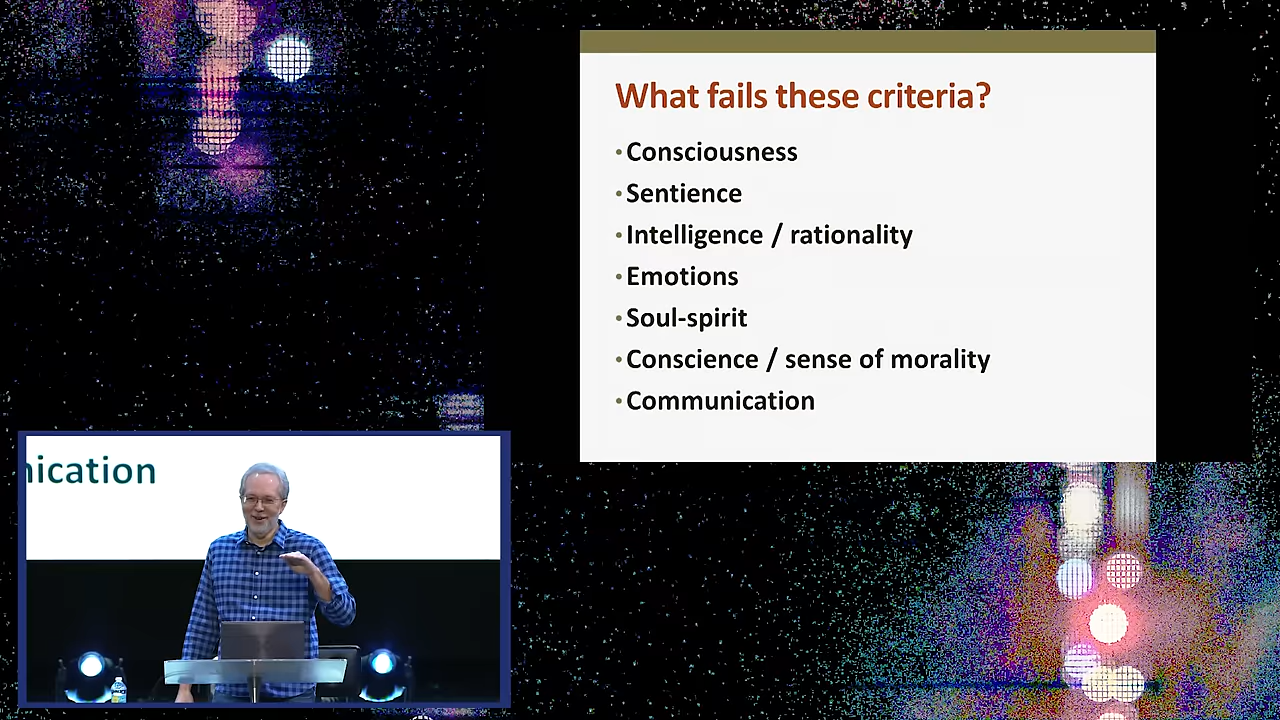 What fails these criteria?
•Consciousness
•Sentience
•Intelligence / rationality
•Emotions
•Soul-spirit
•Conscience / sense of morality
•Communication
nication